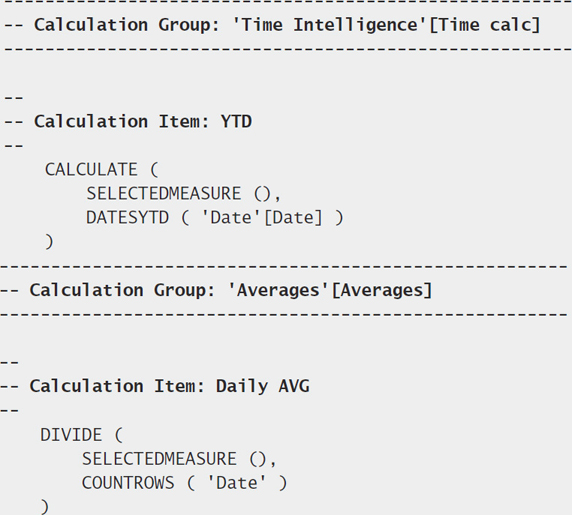 --------------------------------------------------------
-- Calculation Group: 'Time Intelligence'[Time calc]
--------------------------------------------------------
--
-- Calculation Item: YTD
--
    CALCULATE (
        SELECTEDMEASURE (),
        DATESYTD ( 'Date'[Date] )
    )
--------------------------------------------------------
-- Calculation Group: 'Averages'[Averages]
--------------------------------------------------------
--
-- Calculation Item: Daily AVG
--
    DIVIDE (
        SELECTEDMEASURE (),
        COUNTROWS ( 'Date' )
    )